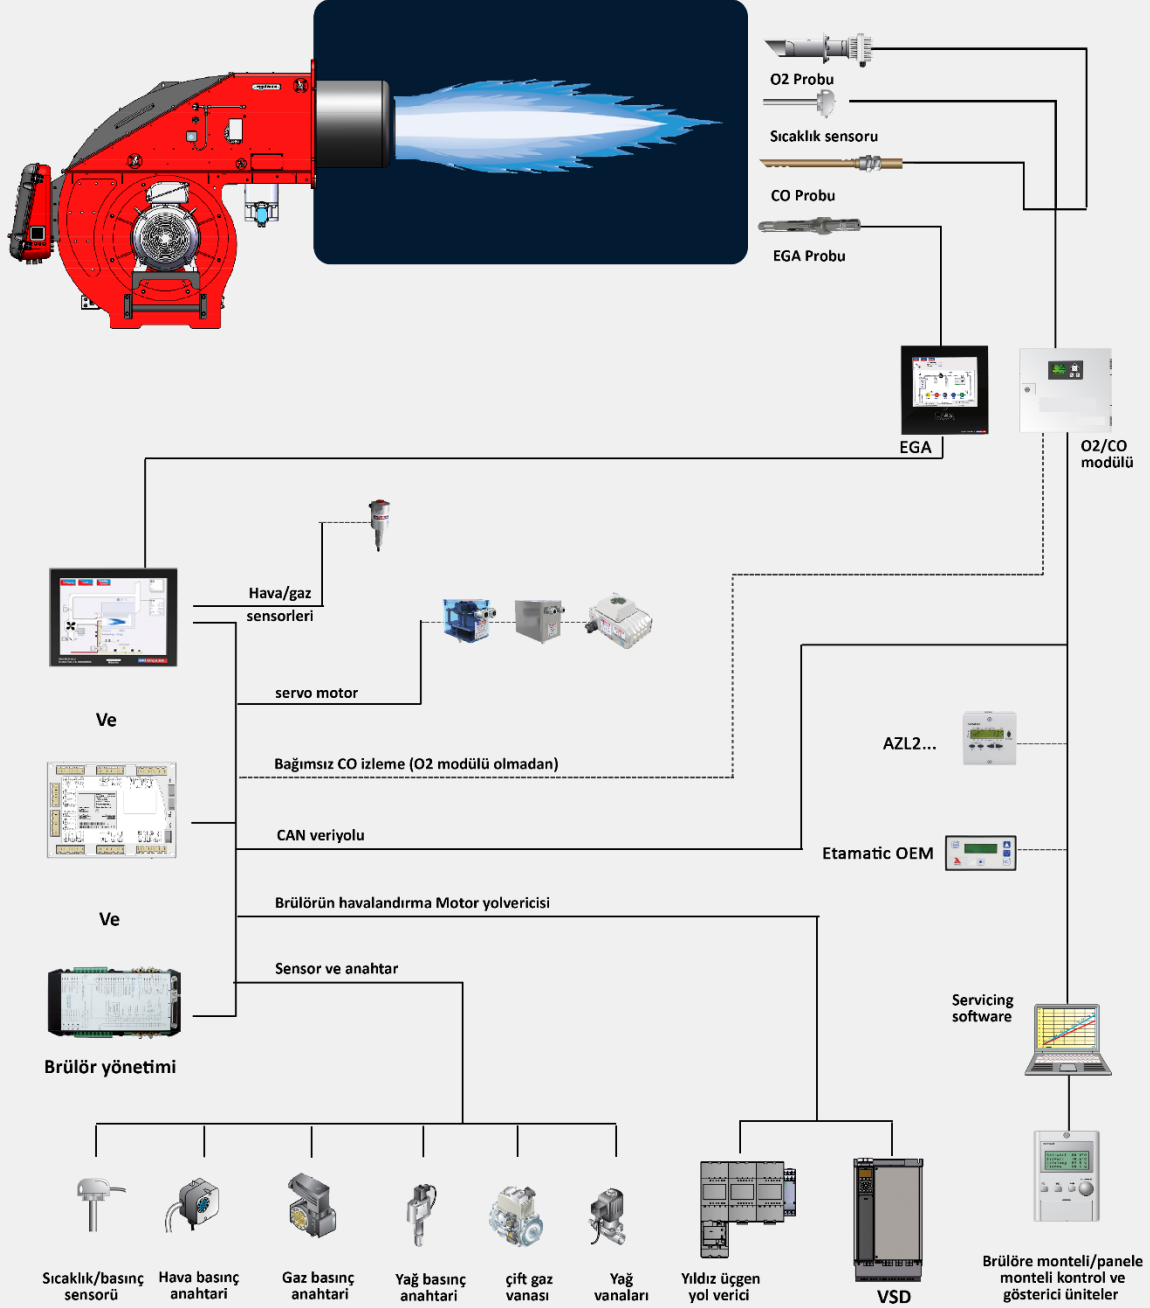 O2 Probu
Sıcaklık sensoru
CO Probu
EGA Probu
EGA
O2/CO
modülü
Hava/gaz
sensorleri
servo motor
Ve
AZL2...
Bağımsız CO izleme (O2 modülü olmadan)
CAN veriyolu
Etamatic OEM
Brülörün havalandırma Motor yolvericisi
Ve
Sensor ve anahtar
Servicing
software
Brülör yönetimi
Sıcaklık/basınç
sensorü
Hava basınç
anahtari
Gaz basınç
anahtari
Yağ basınç
anahtari
çift gaz
vanası
Yağ
vanaları
Yıldız üçgen
yol verici
VSD
Brülöre monteli/panele
monteli kontrol ve
gösterici üniteler